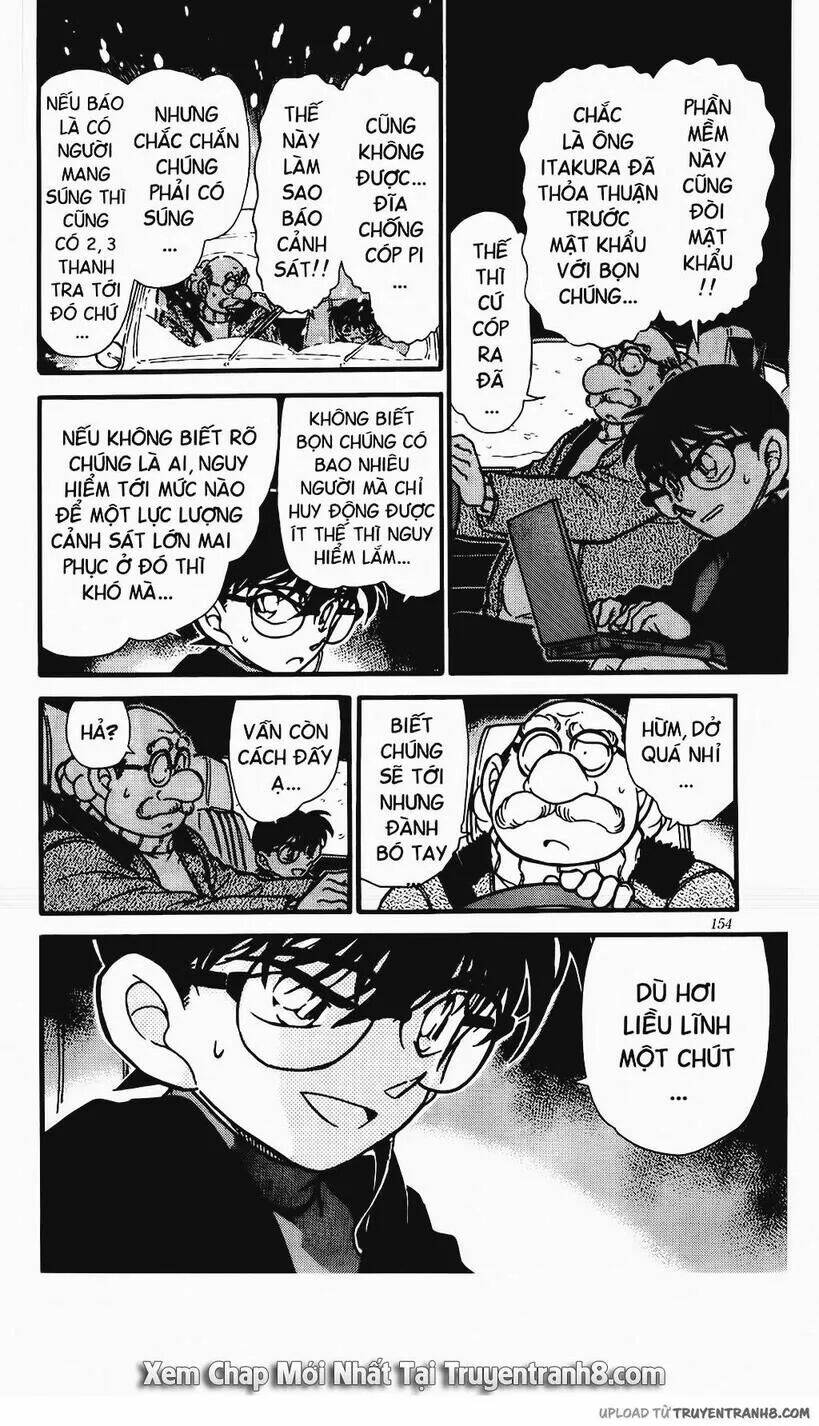 PHẦN
MỀM
NÀY
CŨNG
ĐÒI
MẬT
KHẨU
!!
CHẮC
LÀ ÔNG
ITAKURA ĐÃ
THỎA THUẬN
TRƯỚC
MẬT KHẨU
VỚI BỌN
CHÚNG...
THẾ
THÌ
CỨ
CÓP
RA
ĐÃ
...
CŨNG
KHÔNG
ĐƯỢC...
ĐĨA
CHỐNG
CÓP PI
...
THẾ
NÀY
LÀM
SAO
BÁO
CẢNH
SÁT!!
NHƯNG
CHẮC CHẮN
CHÚNG
PHẢI CÓ
SÚNG
...
NẾU BÁO
LÀ CÓ
NGƯỜI
MANG
SÚNG THÌ
CŨNG
CÓ 2, 3
THANH
TRA TỚI
ĐÓ CHỨ
...
KHÔNG BIẾT
BỌN CHÚNG CÓ
BAO NHIÊU
NGƯỜI MÀ CHỈ
HUY ĐỘNG ĐƯỢC
ÍT THẾ THÌ NGUY
HIỂM LẮM...
NẾU KHÔNG BIẾT RÕ
CHÚNG LÀ AI, NGUY
HIỂM TỚI MỨC NÀO
ĐỂ MỘT LỰC LƯỢNG
CẢNH SÁT LỚN MAI
PHỤC Ở ĐÓ THÌ
KHÓ MÀ...
HỪM, DỞ
QUÁ NHỈ
...
BIẾT
CHÚNG
SẼ TỚI
NHƯNG
ĐÀNH
BÓ TAY
...
VẪN CÒN
CÁCH ĐẤY
Ạ...
HẢ?
154
DÙ HƠI
LIỀU LĨNH
MỘT CHÚT
...
Xem Chap Mới Nhất Tại Truyentranh8.com
UPLOAD TỪ TRUYENTRANH8.COM